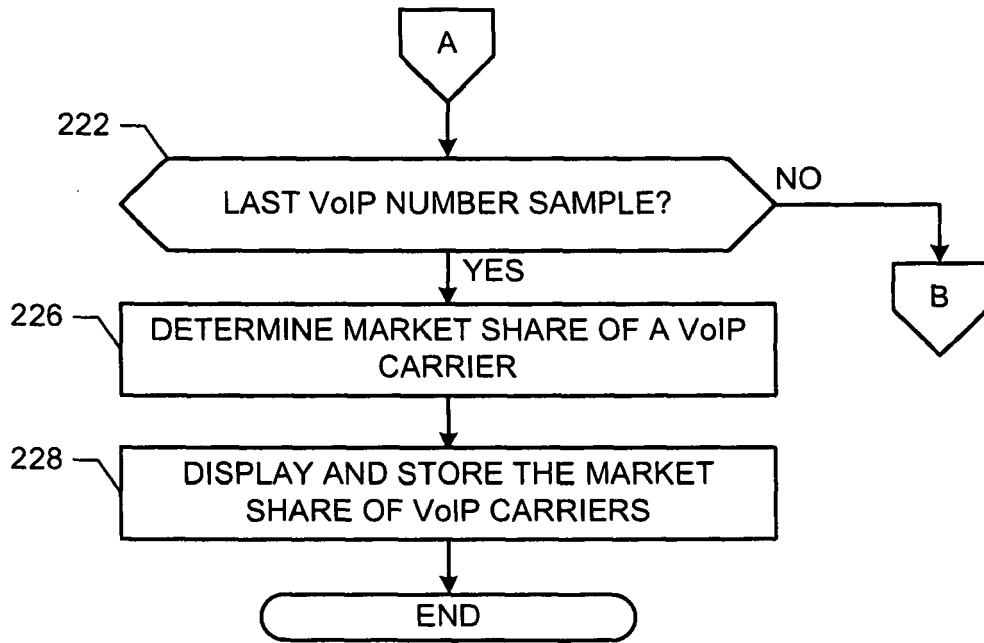 A
222
LAST VoIP NUMBER SAMPLE?
NO
YES
B
226
DETERMINE MARKET SHARE OF A VoIP
CARRIER
228
DISPLAY AND STORE THE MARKET
SHARE OF VoIP CARRIERS
END